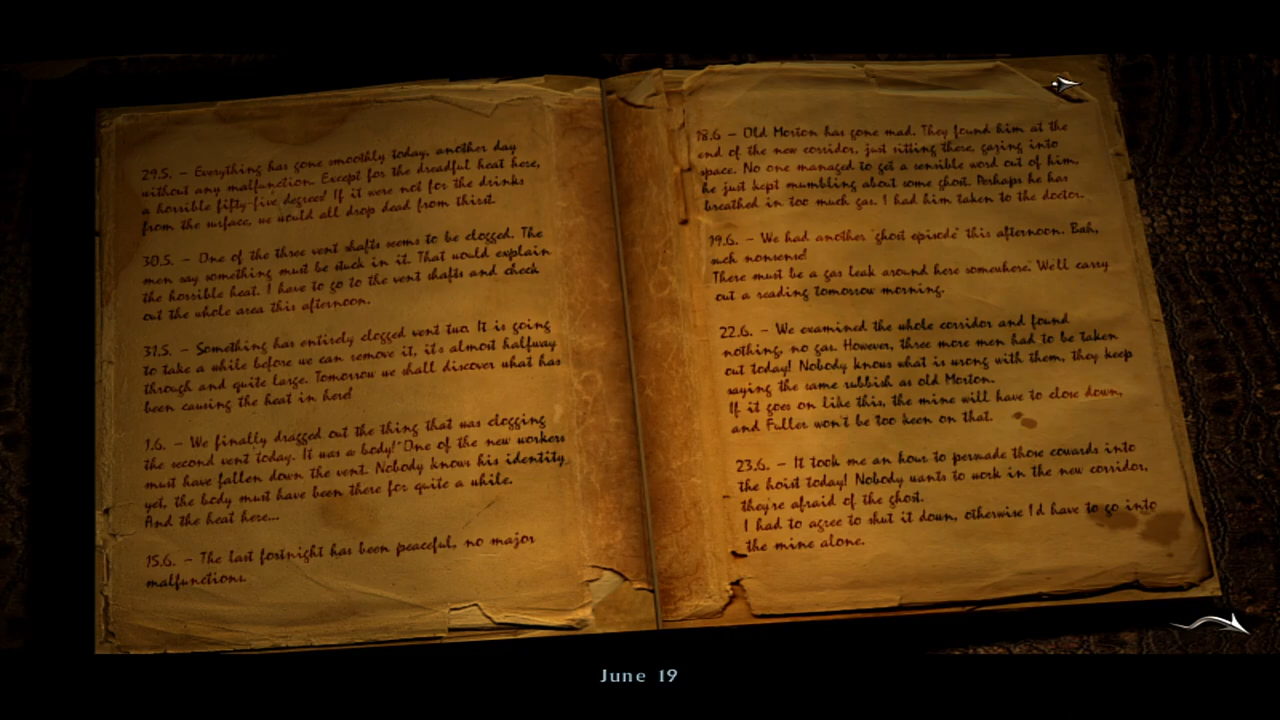 29.5. – Everything has gone smoothly today, another day
without any malfunction. Except for the dreadful heat here,
a horrible fifty-five degrees! If it were not for the drinks
from the surface, we would all drop dead from thirst.
30.5. – One of the three vent shafts seems to be clogged. The
men say something must be stuck in it. That would explain
the horrible heat. I have to go to the vent shafts and check
out the whole area this afternoon.
31.5. – Something has entirely clogged vent two. It is going
to take a while before we can remove it, it's almost halfway
through and quite large. Tomorrow we shall discover what has
been causing the heat in here!
1.6. – We finally dragged out the thing that was clogging
the second vent today. It was a body! One of the new workers
must have fallen down the vent. Nobody knows his identity
yet, the body must have been there for quite a while.
And the heat here...
15.6. – The last fortnight has been peaceful, no major
malfunctions.
18.6 – Old Morton has gone mad. They found him at the
end of the new corridor, just sitting there, gazing into
space. No one managed to get a sensible word out of him,
he just kept mumbling about some ghost. Perhaps he has
breathed in too much gas. I had him taken to the doctor.
19.6. – We had another "ghost episode" this afternoon. Bah,
such nonsense!
There must be a gas leak around here somewhere. We'll carry
out a reading tomorrow morning.
22.6. – We examined the whole corridor and found
nothing, no gas. However, three more men had to be taken
out today! Nobody knows what is wrong with them, they keep
saying the same rubbish as old Morton.
If it goes on like this, the mine will have to close down,
and Fuller won't be too keen on that.
23.6. – It took me an hour to persuade those cowards into
the hoist today! Nobody wants to work in the new corridor,
they're afraid of the ghost.
I had to agree to shut it down, otherwise I'd have to go into
the mine alone.
June 19